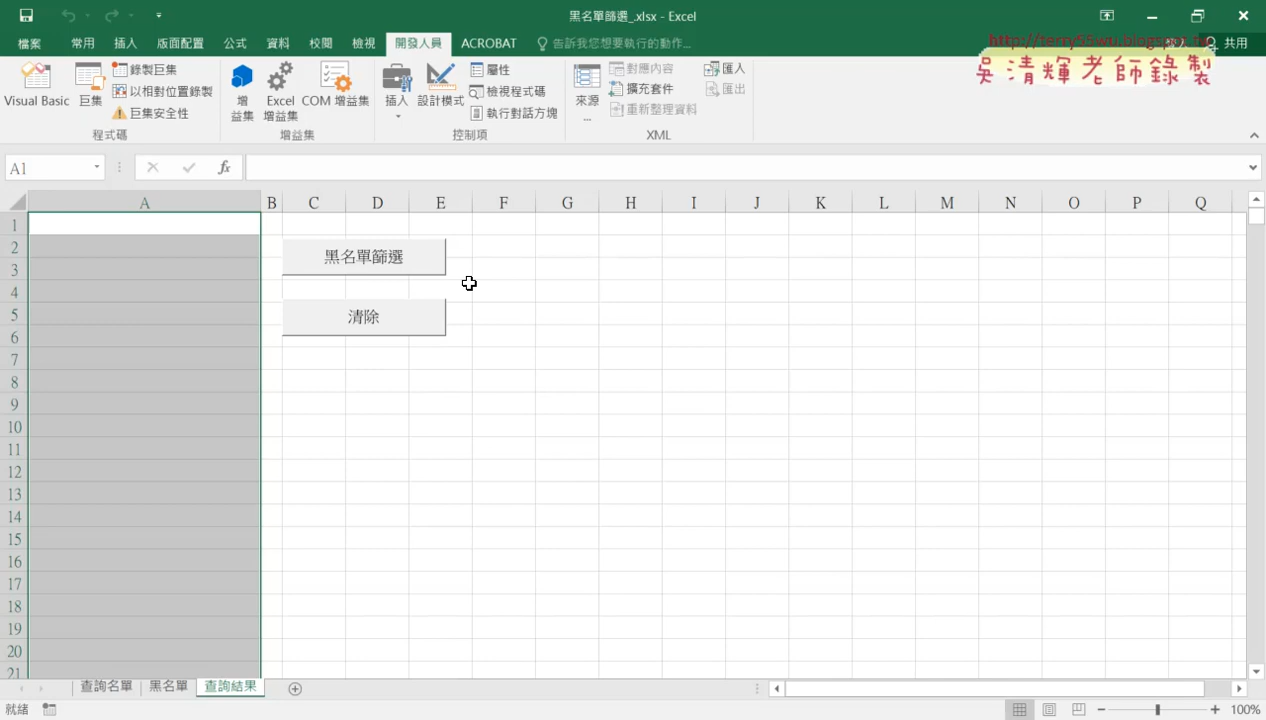 黑名單篩選_.xlsx - Excel
檔案 常用 插入 版面配置 公式 資料 校閱 檢視 開發人員 ACROBAT 告訴我您想要執行的動作... 共用
http://terry55wu.blogspot.tw
吳清輝老師錄製
Visual Basic 巨集 錄製巨集 以相對位置錄製 巨集安全性
增益集 Excel 增益集 COM 增益集
插入 設計模式 屬性 檢視程式碼 執行對話方塊
來源... 對應內容 擴充套件 重新整理資料 匯入 匯出
程式碼 增益集 控制項 XML
A1 fx
A B C D E F G H I J K L M N O P Q
1
2
3
4
5
6
7
8
9
10
11
12
13
14
15
16
17
18
19
20
21
黑名單篩選
清除
查詢名單 黑名單 查詢結果
就緒 100%